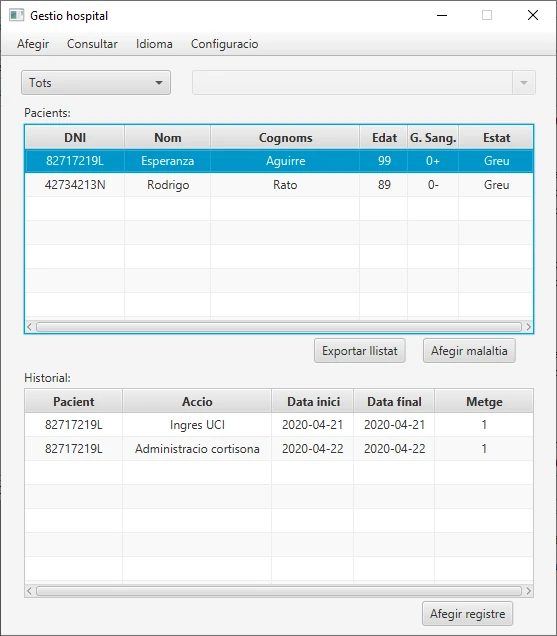 Gestio hospital
Afegir Consultar Idioma Configuracio
Tots
Pacients:
DNI Nom Cognoms Edat G. Sang. Estat
82717219L Esperanza Aguirre 99 0+ Greu
42734213N Rodrigo Rato 89 0- Greu
Exportar llistat Afegir malaltia
Historial:
Pacient Accio Data inici Data final Metge
82717219L Ingres UCI 2020-04-21 2020-04-21 1
82717219L Administracio cortisona 2020-04-22 2020-04-22 1
Afegir registre